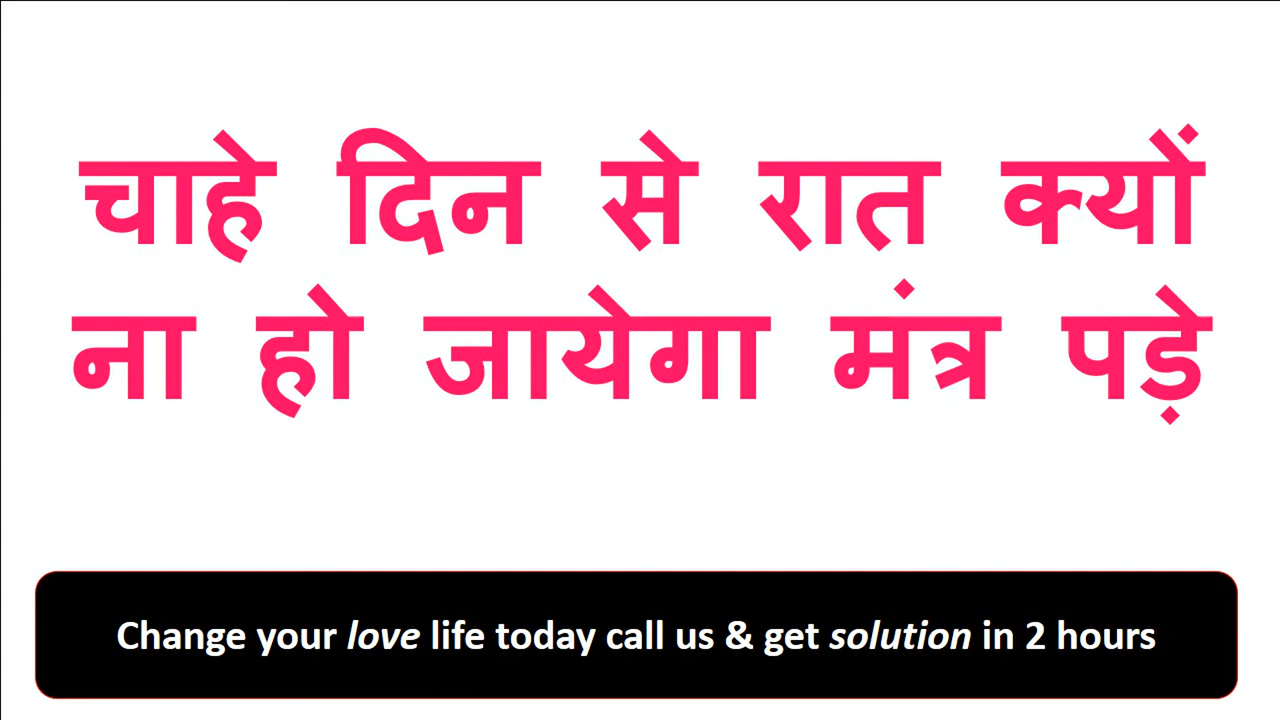 चाहे दिन से रात क्यों
ना हो जायेगा मंत्र पड़े
Change your love life today call us & get solution in 2 hours